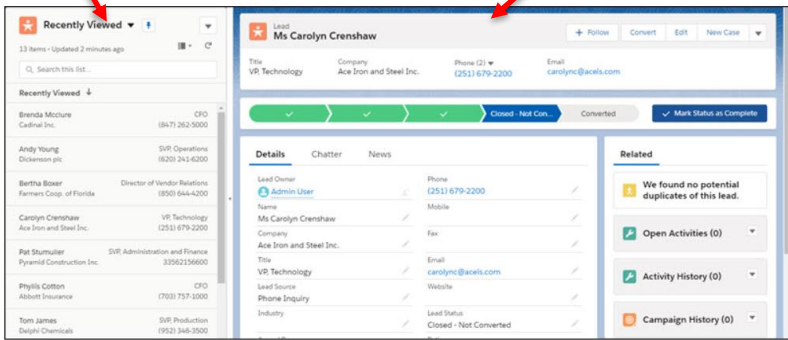 Recently Viewed
13 items • Updated 2 minutes ago
Search this list...
Recently Viewed
Brenda Mcclure CFO
Cadinal Inc. (847) 262-5000
Andy Young SVP, Operations
Dickenson plc (620) 241-6200
Bertha Boxer Director of Vendor Relations
Farmers Coop. of Florida (850) 644-4200
Carolyn Crenshaw VP, Technology
Ace Iron and Steel Inc. (251) 679-2200
Pat Stumuller SVP, Administration and Finance
Pyramid Construction Inc. 33562156600
Phyllis Cotton CFO
Abbott Insurance (703) 757-1000
Tom James SVP, Production
Delphi Chemicals (952) 346-3500
Lead
Ms Carolyn Crenshaw
+ Follow Convert Edit New Case
Title Company Phone (2) Email
VP, Technology Ace Iron and Steel Inc. (251) 679-2200 carolync@aceis.com
Closed - Not Con... Converted Mark Status as Complete
Details Chatter News
Lead Owner Phone
Admin User (251) 679-2200
Name Mobile
Ms Carolyn Crenshaw
Company Fax
Ace Iron and Steel Inc.
Title Email
VP, Technology carolync@aceis.com
Lead Source Website
Phone Inquiry
Industry Lead Status
Closed - Not Converted
Related
We found no potential
duplicates of this lead.
Open Activities (0)
Activity History (0)
Campaign History (0)